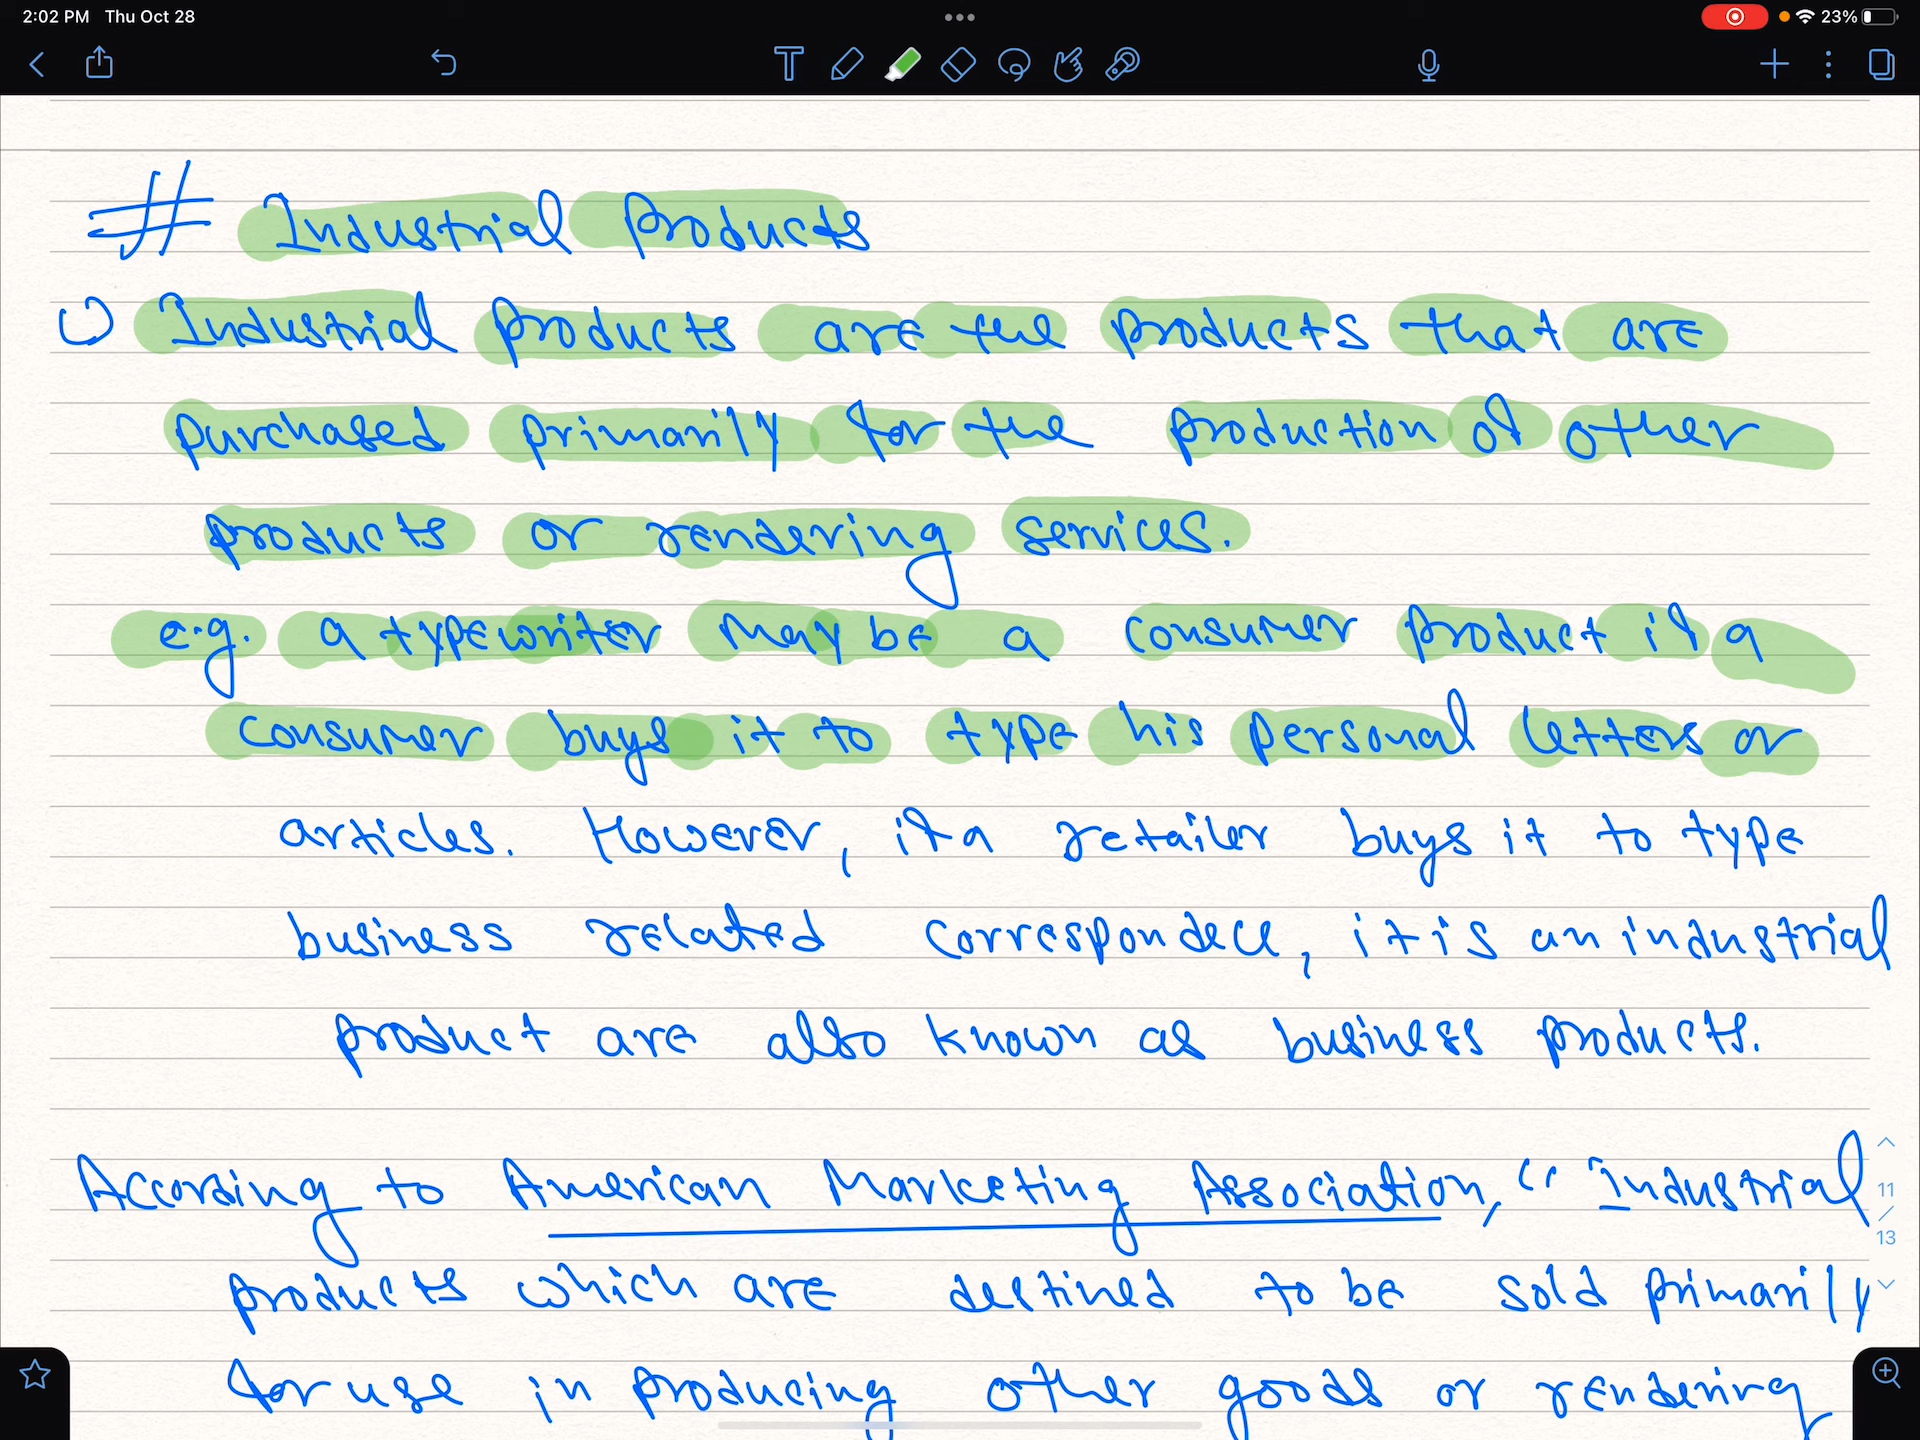 2:02 PM Thu Oct 28
23%
# Industrial Products
Industrial products are the products that are
purchased primarily for the production of other
products or rendering services.
e.g. a typewriter may be a consumer product if a
consumer buys it to type his personal letters or
articles. However, if a retailer buys it to type
business related correspondece, it is an industrial
product are also known as business products.
According to American Marketing Association, "industrial
11
/
13
products which are destined to be sold primarily
for use in producing other goods or rendering